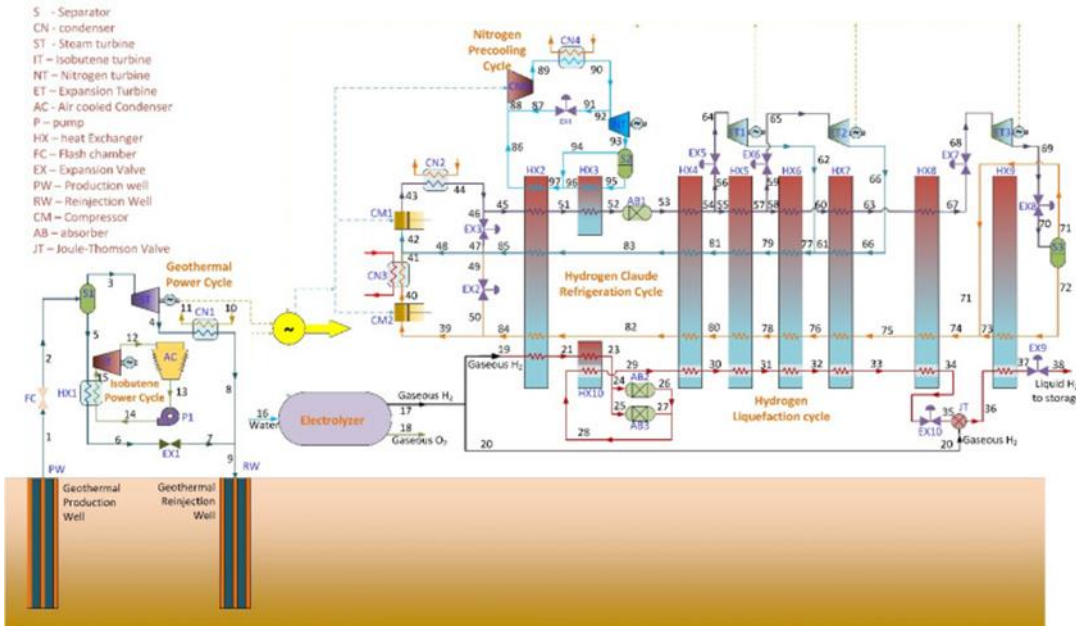 S - Separator
CN - condenser
ST - Steam turbine
IT – Isobutene turbine
NT – Nitrogen turbine
ET – Expansion Turbine
AC - Air cooled Condenser
P – pump
HX – heat Exchanger
FC – Flash chamber
EX – Expansion Valve
PW – Production well
RW – Reinjection Well
CM – Compressor
AB – absorber
JT – Joule-Thomson Valve
Nitrogen
Precooling
Cycle
CN4
89
90
88
87
91
92
93
94
86
S2
97
96
95
HX2
HX3
CN2
44
43
CM1
42
41
CN3
40
CM2
39
45
46
EX3
47
48
85
49
EX2
50
84
51
52
AB1
53
83
82
Hydrogen Claude
Refrigeration Cycle
64
65
EX5
EX6
56
59
HX4
HX5
HX6
HX7
54
55
57
58
60
63
62
61
66
66
81
79
77
80
78
76
75
T2
HX8
67
68
EX7
HX9
69
EX8
70
71
S3
72
71
74
73
Geothermal
Power Cycle
3
S1
ST
11
10
CN1
4
2
5
12
AC
15
Isobutene
Power Cycle
13
HX1
14
P1
8
FC
1
6
7
EX1
9
PW
RW
Geothermal
Production
Well
Geothermal
Reinjection
Well
16
Water
Electrolyzer
Gaseous H₂
17
18
Gaseous O₂
19
Gaseous H₂
20
21
23
HX10
24
AB2
26
25
AB3
27
28
29
30
31
32
33
34
Hydrogen
Liquefaction cycle
35
EX10
JT
36
20
Gaseous H₂
EX9
37
38
Liquid H₂
to storage